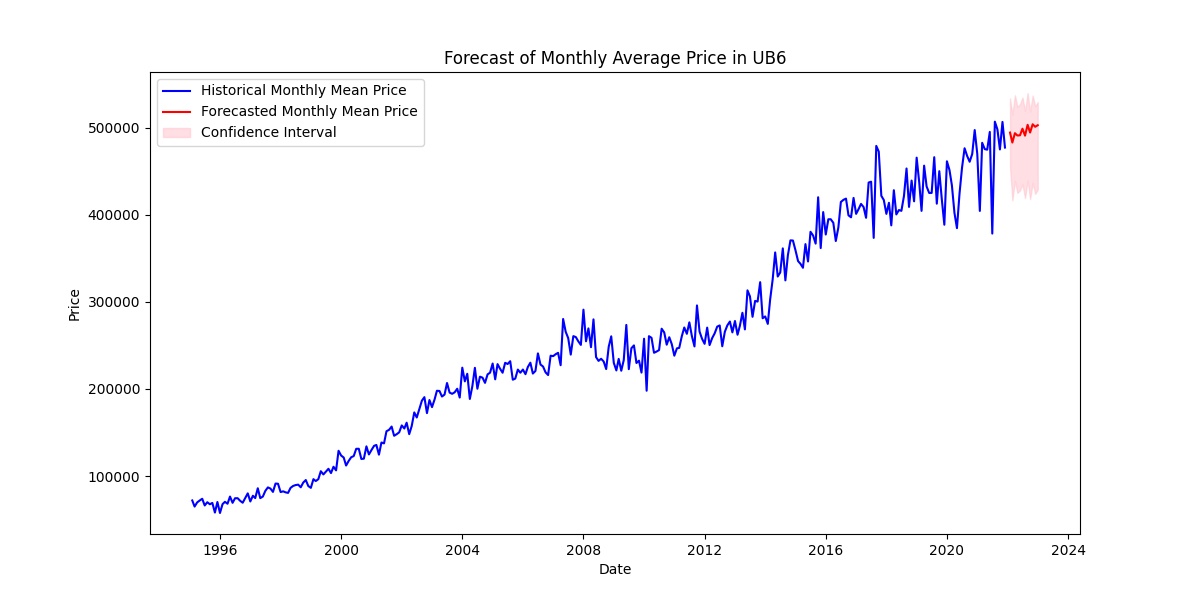 Forecast of Monthly Average Price in UB6
Historical Monthly Mean Price
Forecasted Monthly Mean Price
Confidence Interval
Price
500000
400000
300000
200000
100000
1996 2000 2004 2008 2012 2016 2020 2024
Date